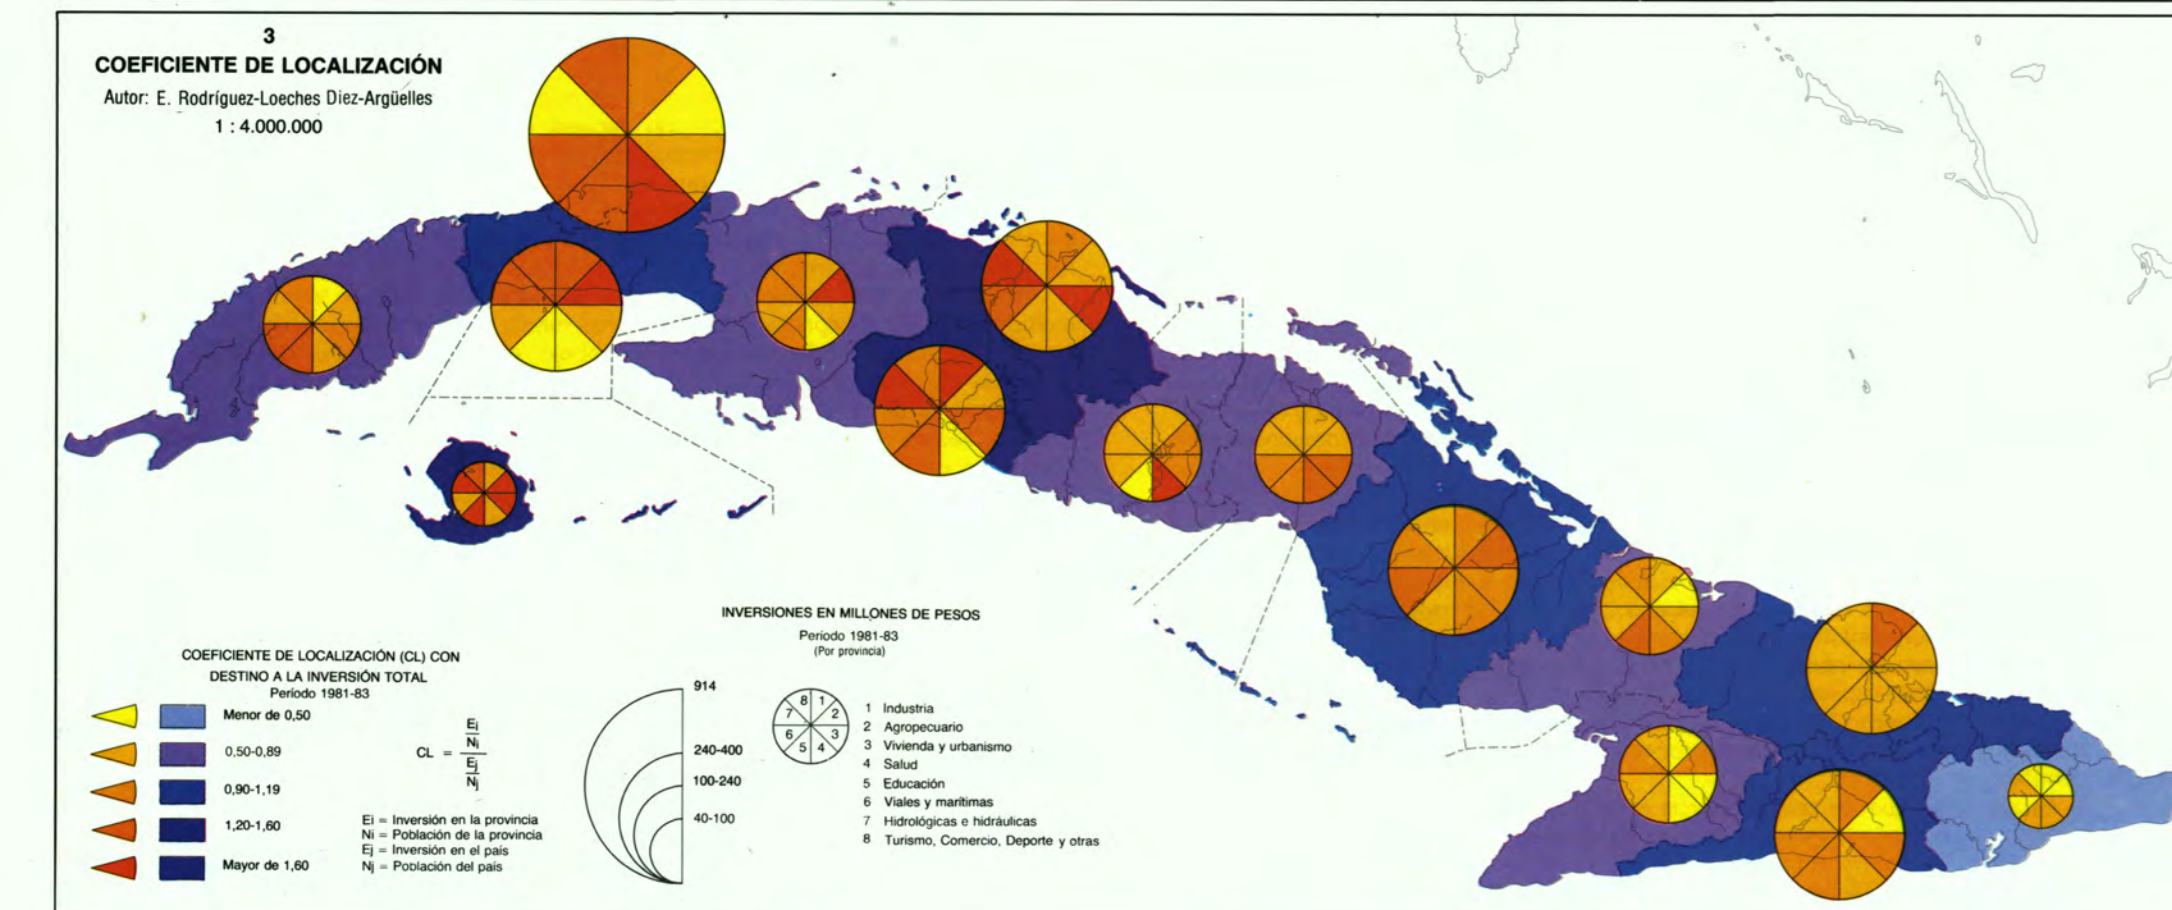 3
COEFICIENTE DE LOCALIZACIÓN
Autor: E. Rodríguez-Loeches Diez-Argüelles
1 : 4.000.000
COEFICIENTE DE LOCALIZACIÓN (CL) CON
DESTINO A LA INVERSIÓN TOTAL
Período 1981-83
Menor de 0,50
0,50-0,89
0,90-1,19
1,20-1,60
Mayor de 1,60
CL =
Ei
Ni
Ej
Nj
Ei = Inversión en la provincia
Ni = Población de la provincia
Ej = Inversión en el país
Nj = Población del país
INVERSIONES EN MILLONES DE PESOS
Período 1981-83
(Por provincia)
914
240-400
100-240
40-100
8 1
7 2
6 3
5 4
1 Industria
2 Agropecuario
3 Vivienda y urbanismo
4 Salud
5 Educación
6 Viales y marítimas
7 Hidrológicas e hidráulicas
8 Turismo, Comercio, Deporte y otras